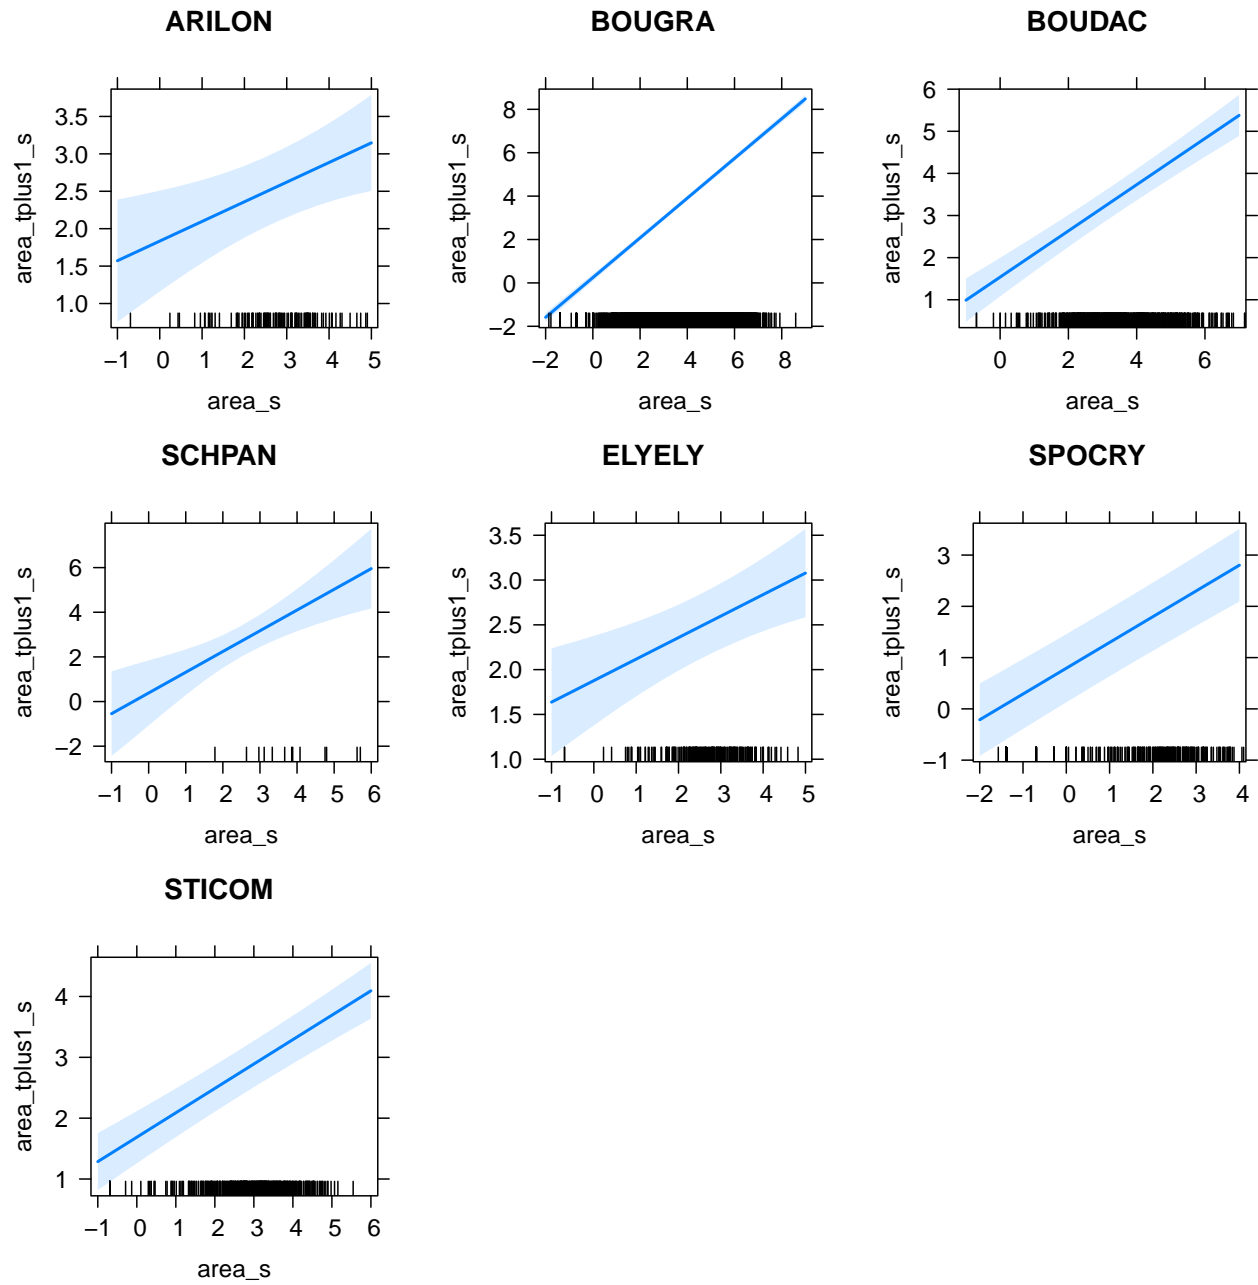 ARILON
BOUGRA
BOUDAC
area_tplus1_s
3.5
3.0
2.5
2.0
1.5
1.0
−1 0 1 2 3 4 5
area_s
area_tplus1_s
8
6
4
2
0
−2
−2 0 2 4 6 8
area_s
area_tplus1_s
6
5
4
3
2
1
0 2 4 6
area_s
SCHPAN
ELYELY
SPOCRY
area_tplus1_s
6
4
2
0
−2
−1 0 1 2 3 4 5 6
area_s
area_tplus1_s
3.5
3.0
2.5
2.0
1.5
1.0
−1 0 1 2 3 4 5
area_s
area_tplus1_s
3
2
1
0
−1
−2 −1 0 1 2 3 4
area_s
STICOM
area_tplus1_s
4
3
2
1
−1 0 1 2 3 4 5 6
area_s